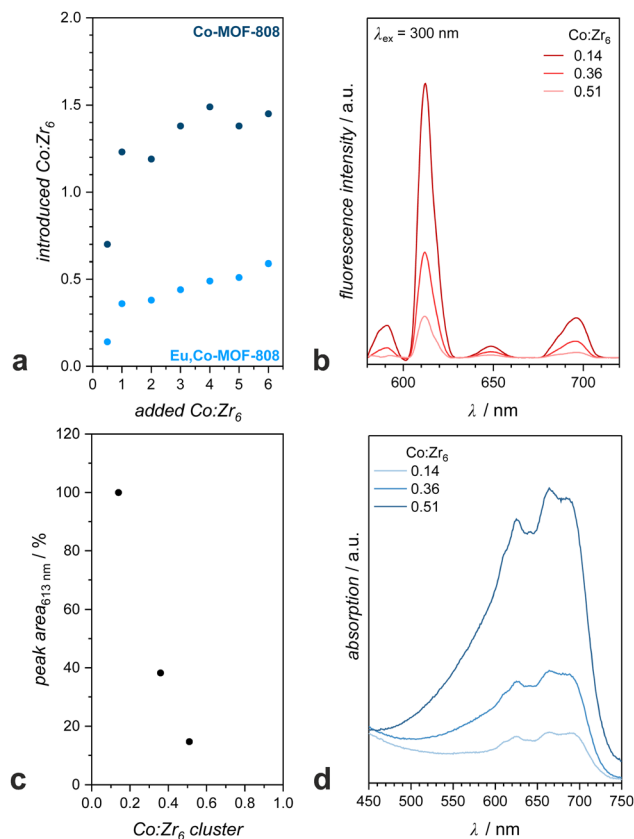 a
introduced Co:Zr6
2.0
1.5
1.0
0.5
0.0
Co-MOF-808
Eu,Co-MOF-808
0 1 2 3 4 5 6
added Co:Zr6
b
fluorescence intensity / a.u.
λex = 300 nm
Co:Zr6
0.14
0.36
0.51
600 650 700
λ / nm
c
peak area613 nm / %
120
100
80
60
40
20
0
0.0 0.2 0.4 0.6 0.8 1.0
Co:Zr6 cluster
d
absorption / a.u.
Co:Zr6
0.14
0.36
0.51
450 500 550 600 650 700 750
λ / nm